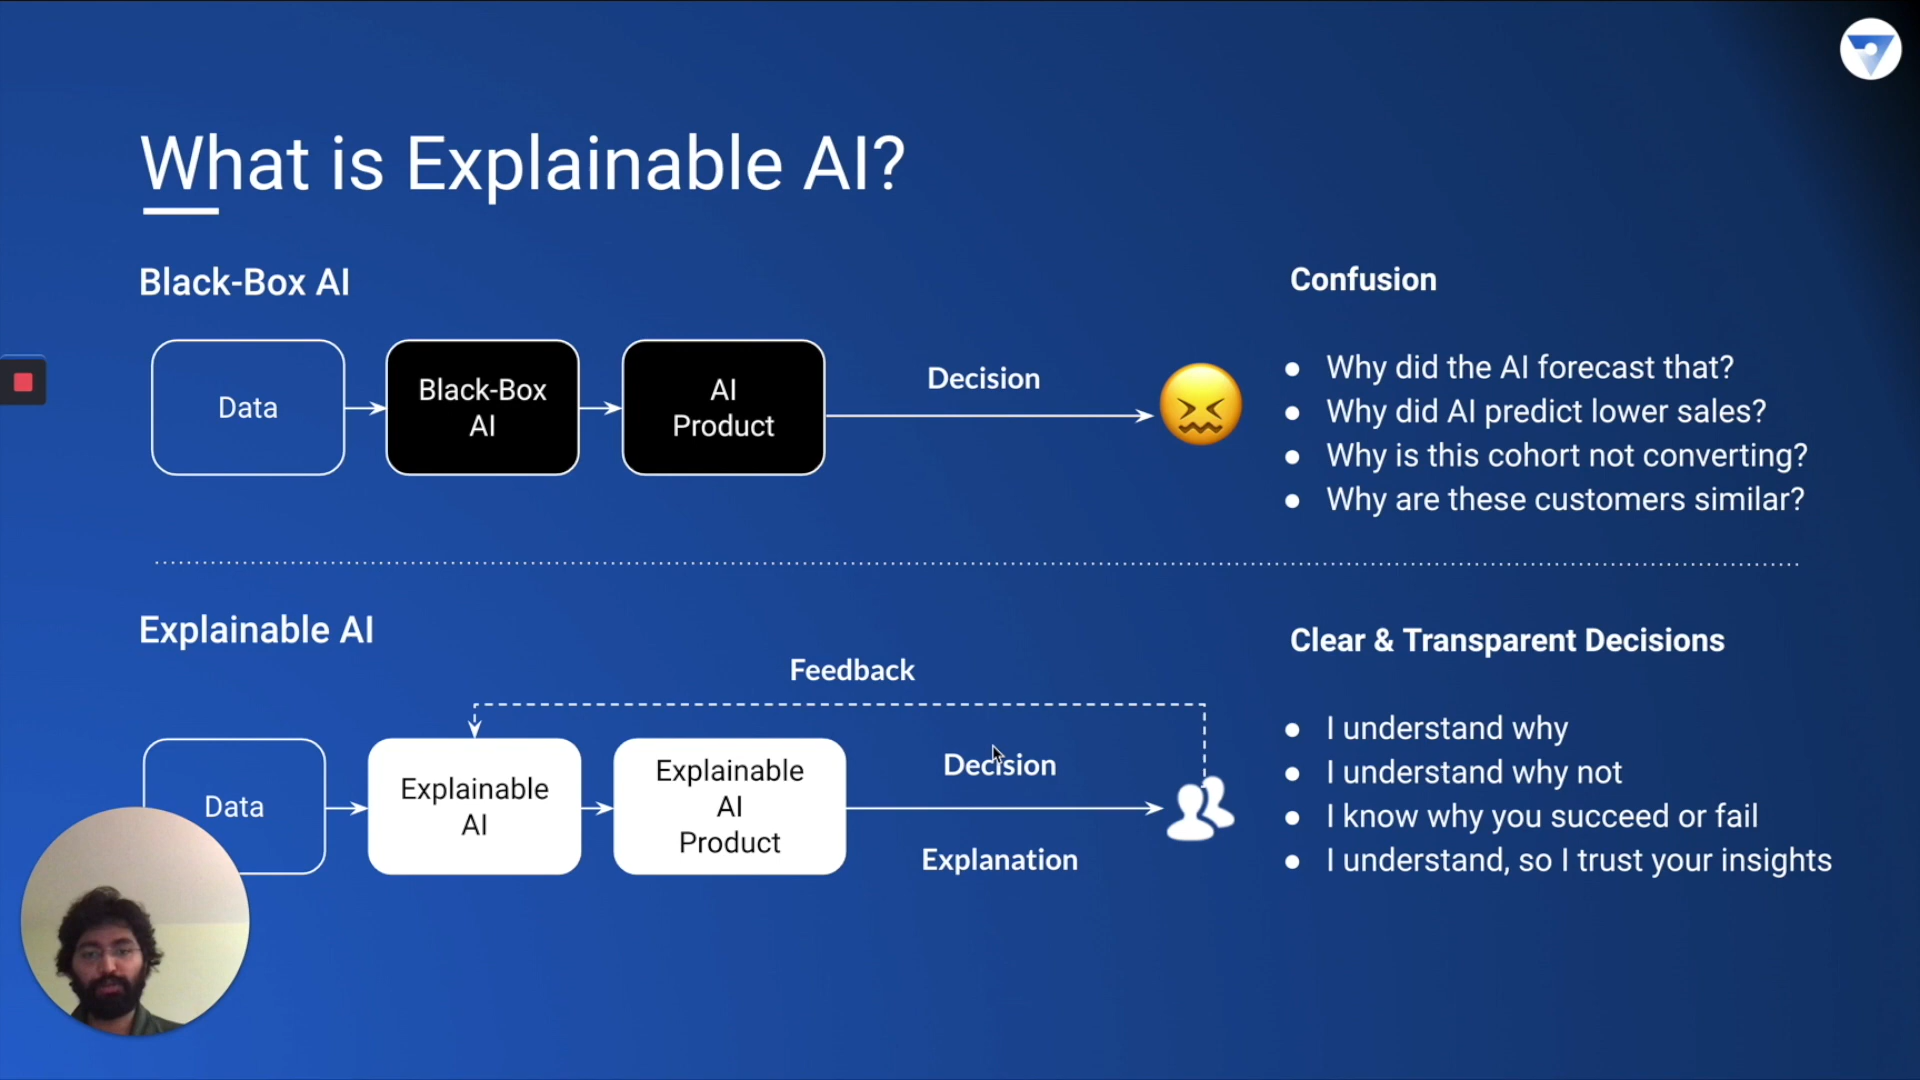 What is Explainable AI?
Black-Box AI
Data
Black-Box
AI
AI
Product
Decision
Confusion
● Why did the AI forecast that?
● Why did AI predict lower sales?
● Why is this cohort not converting?
● Why are these customers similar?
Explainable AI
Feedback
Data
Explainable
AI
Explainable
AI
Product
Decision
Explanation
Clear & Transparent Decisions
● I understand why
● I understand why not
● I know why you succeed or fail
● I understand, so I trust your insights